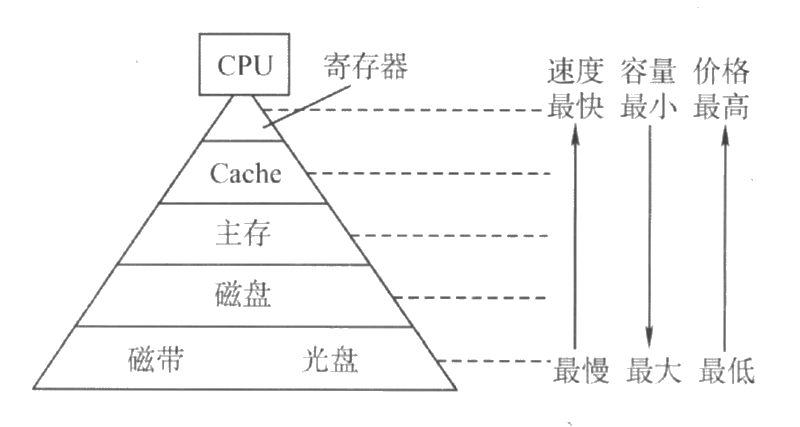 CPU
寄存器
速度 容量 价格
最快 最小 最高
Cache
主存
磁盘
磁带 光盘
最慢 最大 最低